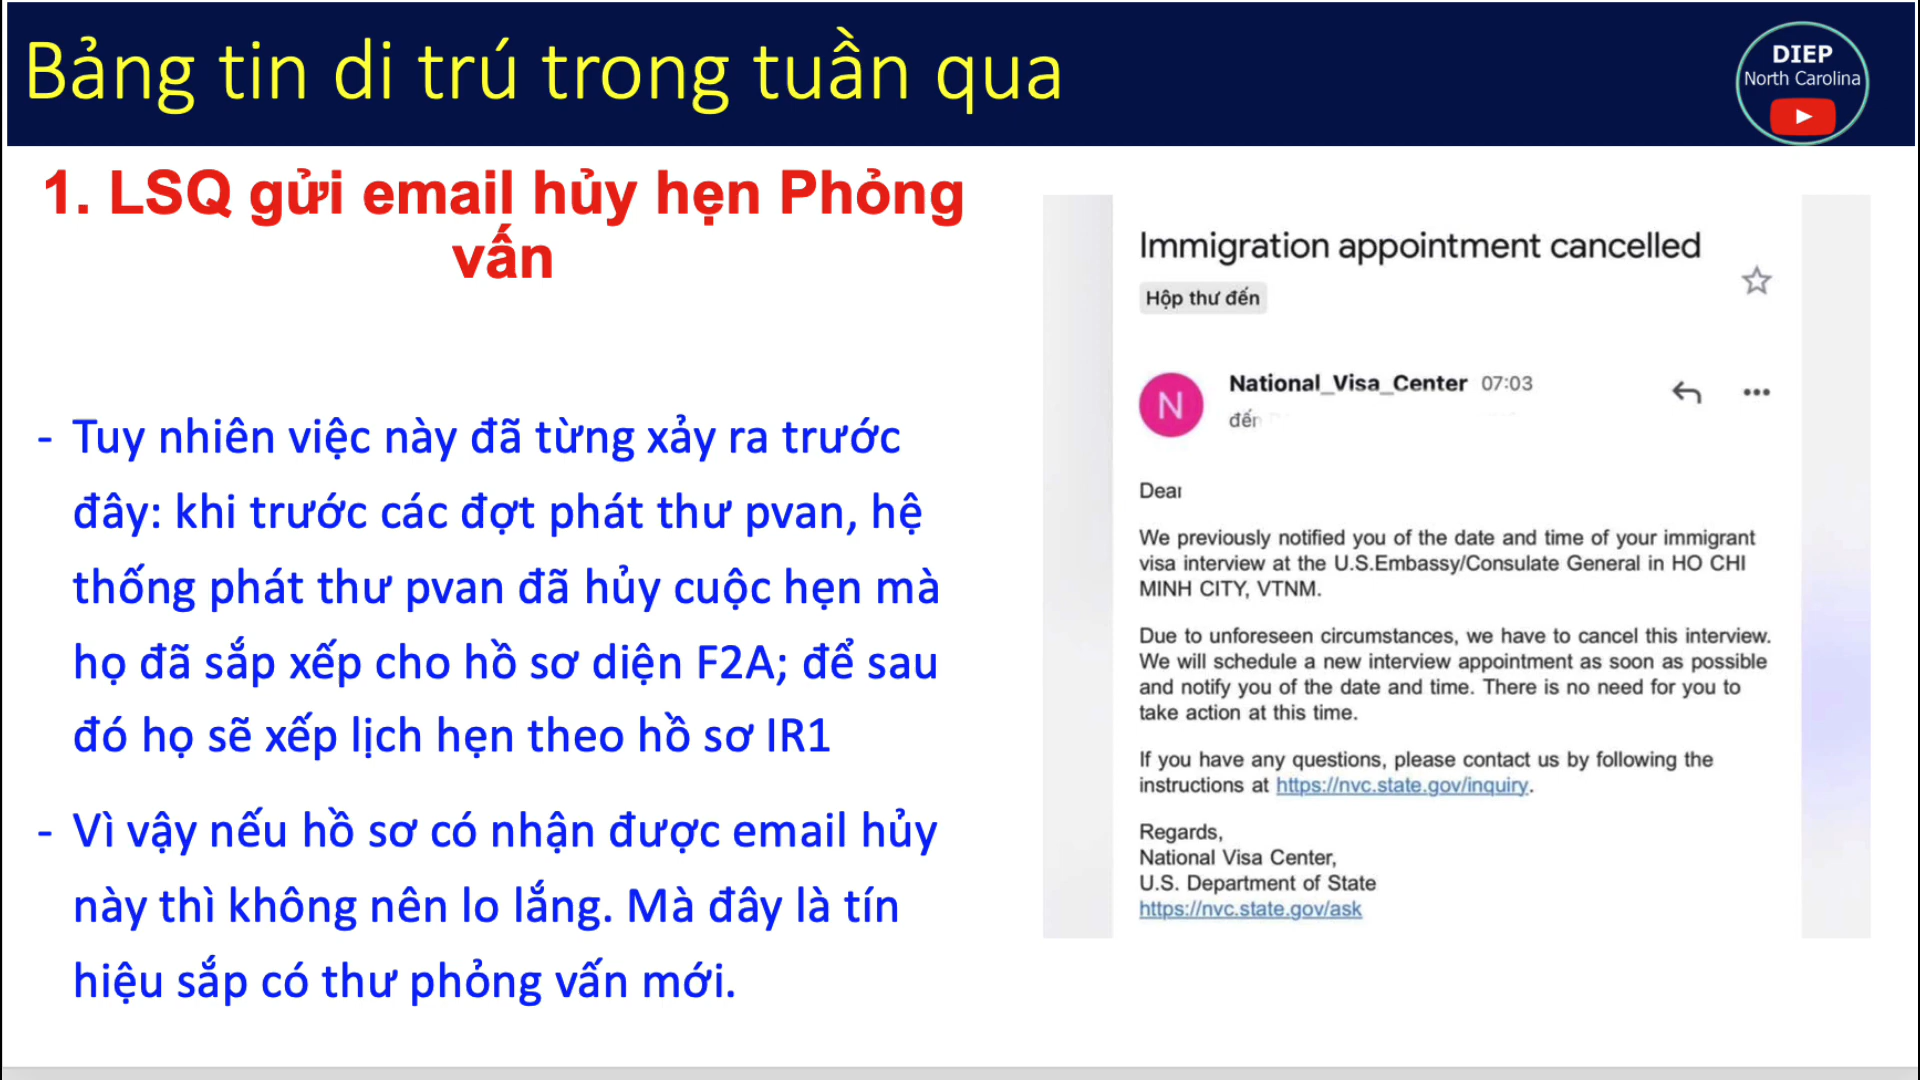 Bảng tin di trú trong tuần qua
DIEP
North Carolina
1. LSQ gửi email hủy hẹn Phỏng
vấn
- Tuy nhiên việc này đã từng xảy ra trước
đây: khi trước các đợt phát thư pvan, hệ
thống phát thư pvan đã hủy cuộc hẹn mà
họ đã sắp xếp cho hồ sơ diện F2A; để sau
đó họ sẽ xếp lịch hẹn theo hồ sơ IR1
- Vì vậy nếu hồ sơ có nhận được email hủy
này thì không nên lo lắng. Mà đây là tín
hiệu sắp có thư phỏng vấn mới.
Immigration appointment cancelled
Hộp thư đến
N
National_Visa_Center 07:03
đến
Dear
We previously notified you of the date and time of your immigrant
visa interview at the U.S.Embassy/Consulate General in HO CHI
MINH CITY, VTNM.
Due to unforeseen circumstances, we have to cancel this interview.
We will schedule a new interview appointment as soon as possible
and notify you of the date and time. There is no need for you to
take action at this time.
If you have any questions, please contact us by following the
instructions at https://nvc.state.gov/inquiry.
Regards,
National Visa Center,
U.S. Department of State
https://nvc.state.gov/ask